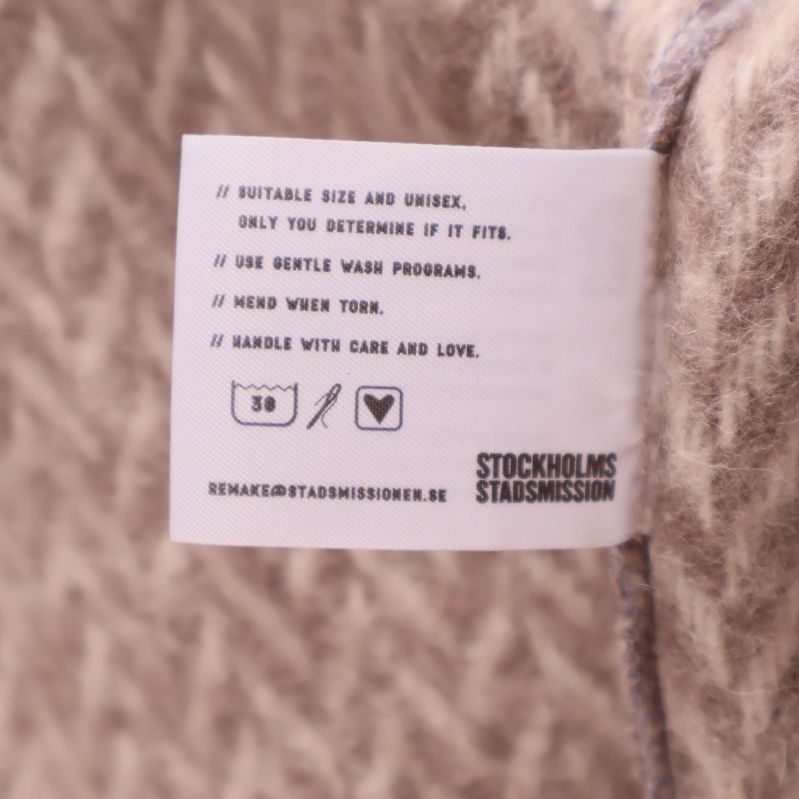 // SUITABLE SIZE AND UNISEX,
ONLY YOU DETERMINE IF IT FITS.
// USE GENTLE WASH PROGRAMS.
// MEND WHEN TORN.
// HANDLE WITH CARE AND LOVE.
30
REMAKE@STADSMISSIONEN.SE
STOCKHOLMS
STADSMISSION